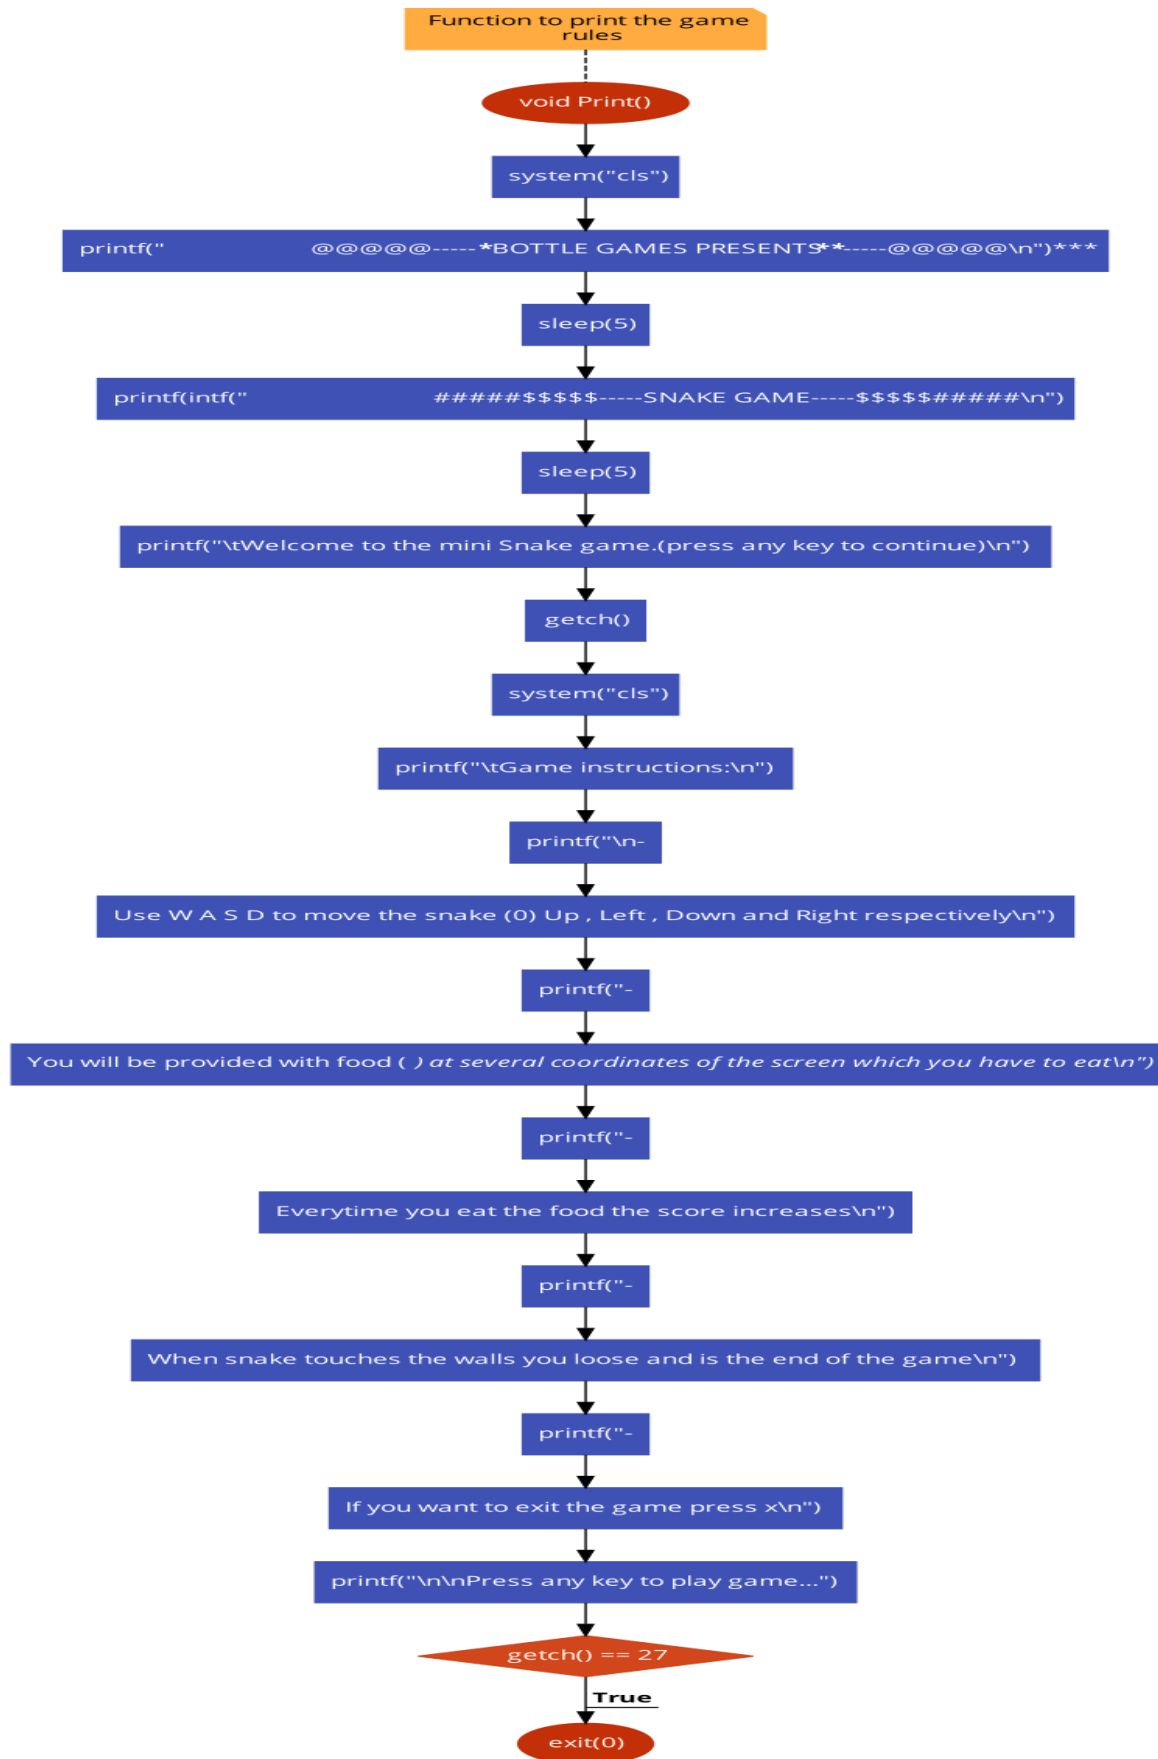 Function to print the game
rules
void Print()
system("cls")
printf("                    @@@@@-----*BOTTLE GAMES PRESENTS**-----@@@@@\n")***
sleep(5)
printf(intf("                         #####$$$$$-----SNAKE GAME-----$$$$$#####\n")
sleep(5)
printf("\tWelcome to the mini Snake game.(press any key to continue)\n")
getch()
system("cls")
printf("\tGame instructions:\n")
printf("\n-
Use W A S D to move the snake (0) Up , Left , Down and Right respectively\n")
printf("-
You will be provided with food ( ) at several coordinates of the screen which you have to eat\n")
printf("-
Everytime you eat the food the score increases\n")
printf("-
When snake touches the walls you loose and is the end of the game\n")
printf("-
If you want to exit the game press x\n")
printf("\n\nPress any key to play game...")
getch() == 27
True
exit(0)